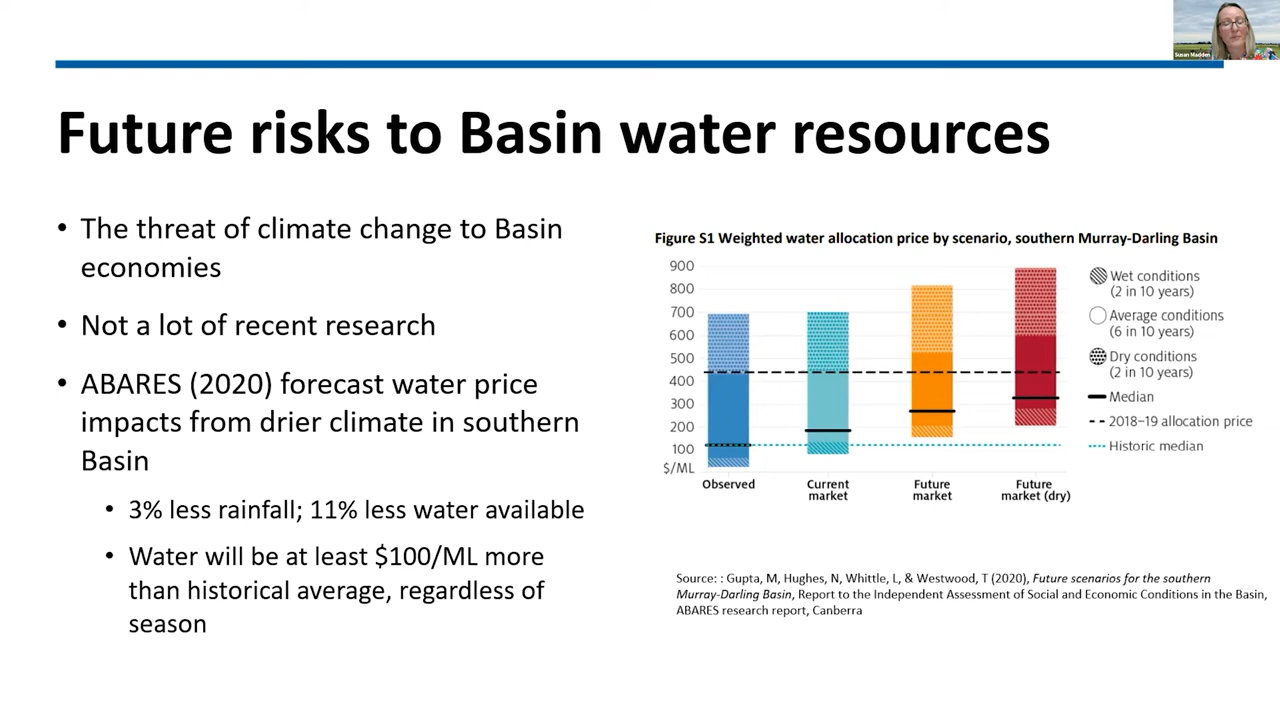 Susan Madden
Future risks to Basin water resources
• The threat of climate change to Basin
economies
• Not a lot of recent research
• ABARES (2020) forecast water price
impacts from drier climate in southern
Basin
• 3% less rainfall; 11% less water available
• Water will be at least $100/ML more
than historical average, regardless of
season
Figure S1 Weighted water allocation price by scenario, southern Murray-Darling Basin
900
800
700
600
500
400
300
200
100
$/ML
Observed
Current
market
Future
market
Future
market (dry)
Wet conditions
(2 in 10 years)
Average conditions
(6 in 10 years)
Dry conditions
(2 in 10 years)
Median
2018–19 allocation price
Historic median
Source: : Gupta, M, Hughes, N, Whittle, L, & Westwood, T (2020), Future scenarios for the southern
Murray-Darling Basin, Report to the Independent Assessment of Social and Economic Conditions in the Basin,
ABARES research report, Canberra